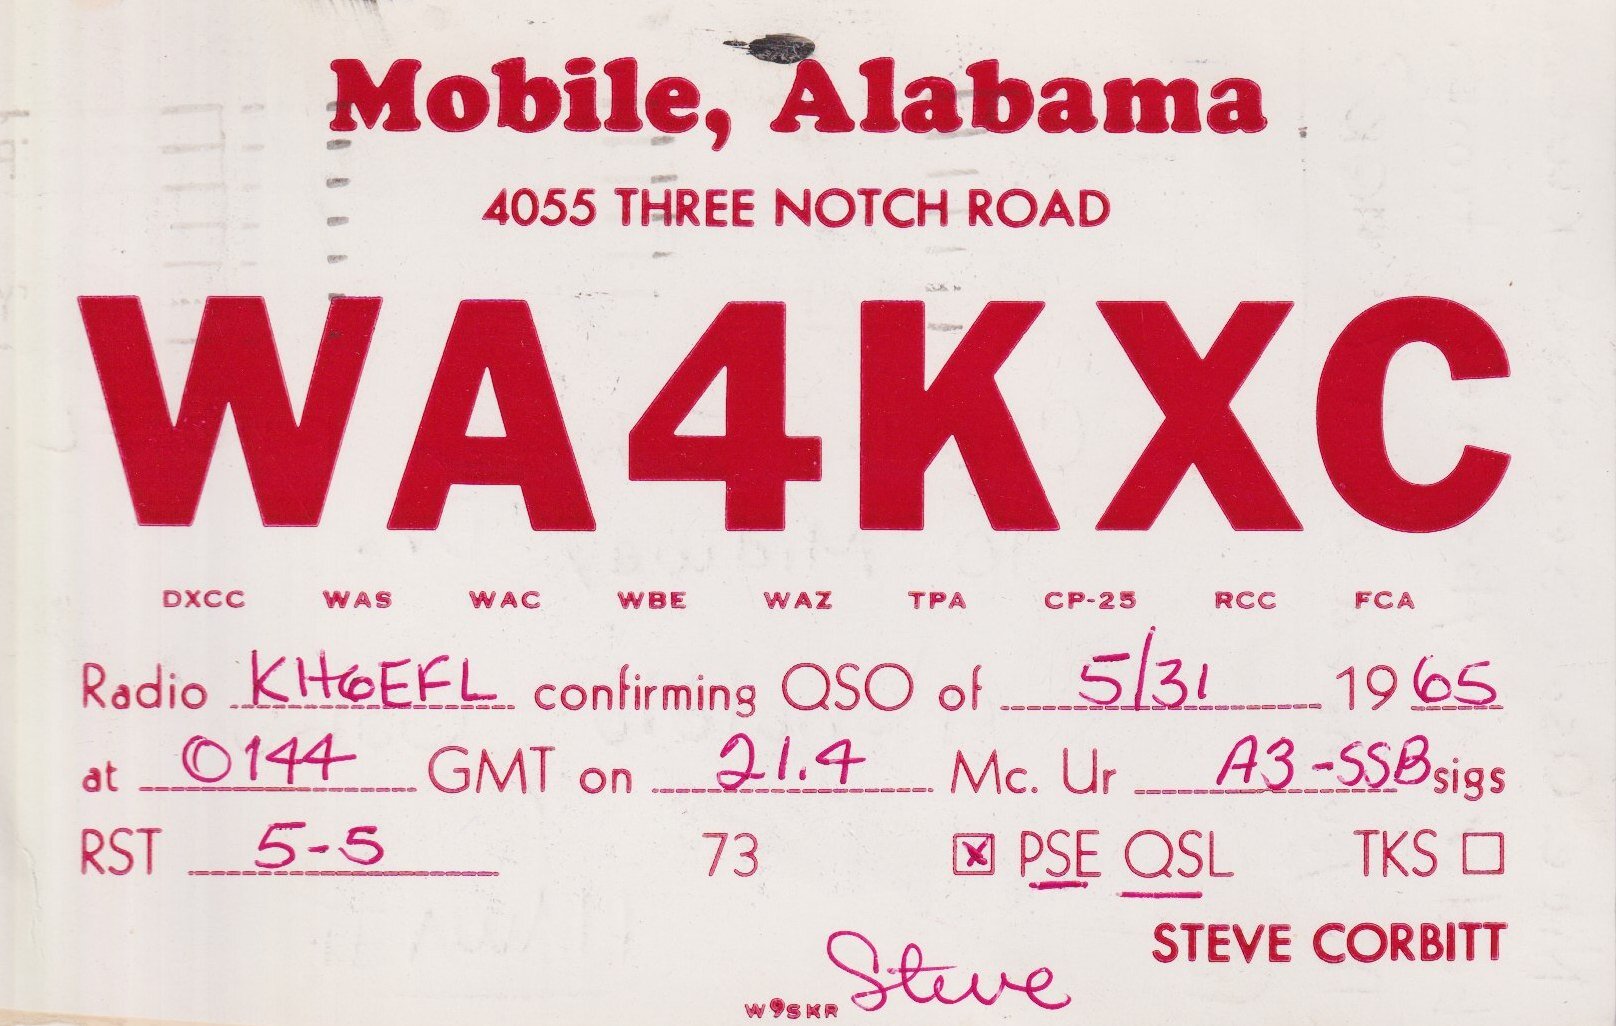 Mobile, Alabama
4055 THREE NOTCH ROAD
WA4KXC
DXCC WAS WAC WBE WAZ TPA CP-25 RCC FCA
Radio KH6EFL confirming QSO of 5/31 1965
at 0144 GMT on 21.4 Mc. Ur A3-SSB sigs
RST 5-5 73 PSE QSL TKS
STEVE CORBITT
Steve
W9SKR